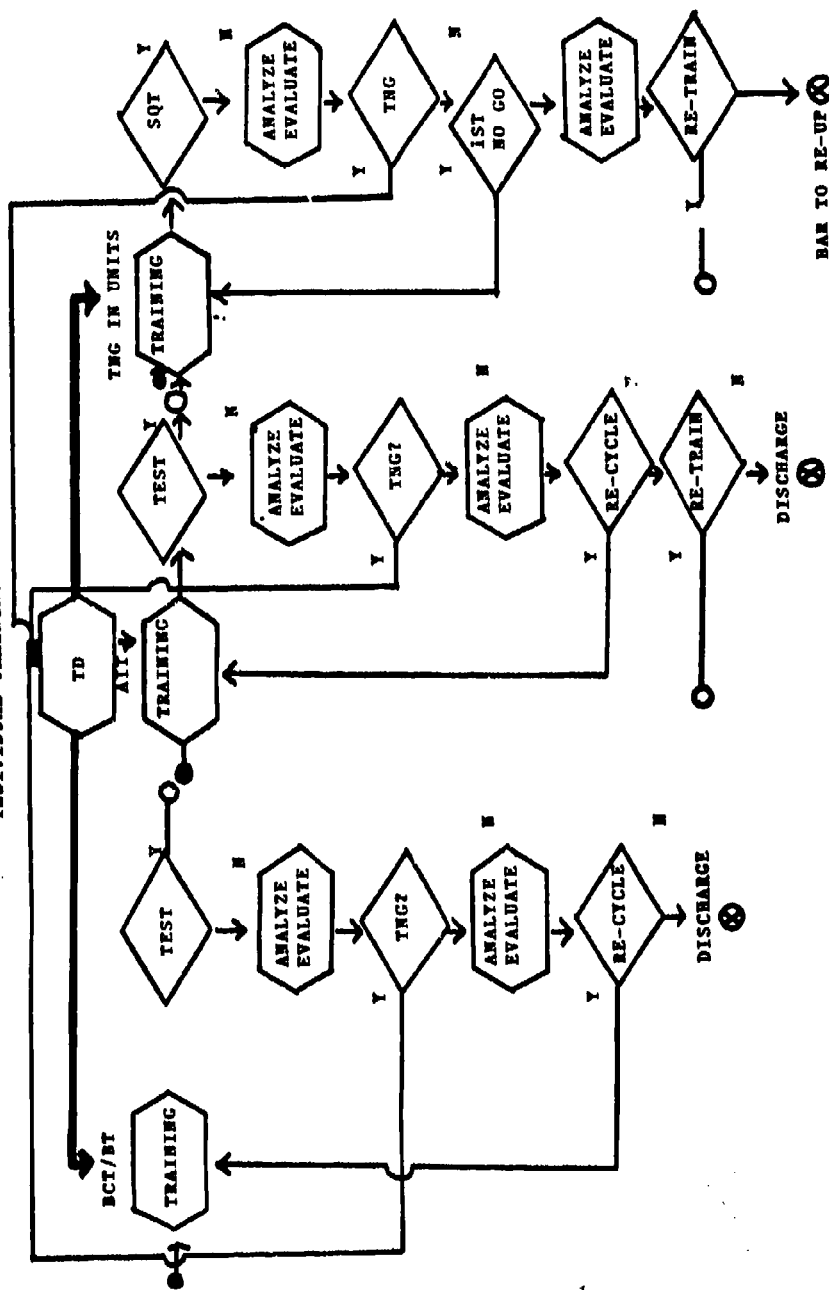 TD
BCT/BT
TRAINING
TEST
Y
N
ANALYZE
EVALUATE
TNG?
Y
N
ANALYZE
EVALUATE
RE-CYCLE
Y
N
DISCHARGE
AIT
TRAINING
TEST
Y
N
ANALYZE
EVALUATE
TNG?
Y
N
ANALYZE
EVALUATE
RE-CYCLE
Y
RE-TRAIN
Y
N
DISCHARGE
TNG IN UNITS
TRAINING
SQT
Y
N
ANALYZE
EVALUATE
TNG
Y
N
IST
NO GO
Y
ANALYZE
EVALUATE
RE-TRAIN
Y
BAR TO RE-UP